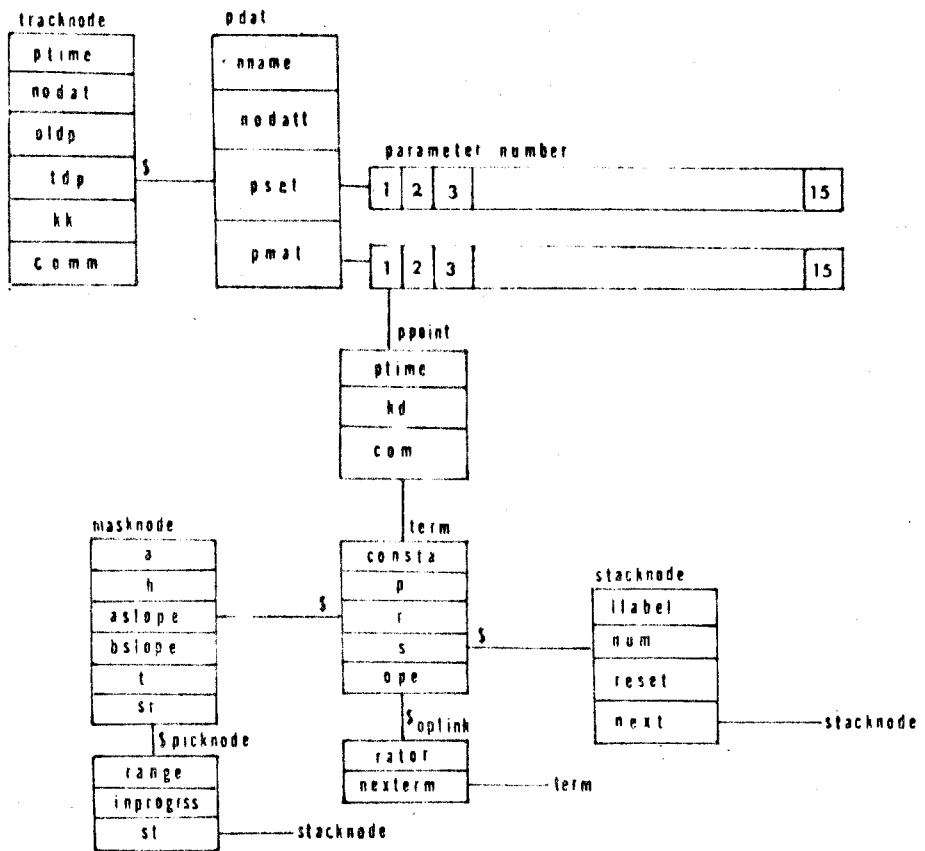 tracknode
ptime
nodat
oldp
tdp
kk
comm
$
pdat
nname
nodatt
pset
pmat
parameter number
1 2 3 15
1 2 3 15
ppoint
ptime
kd
com
term
consta
p
r
s
ope
$
masknode
a
h
aslope
bslope
t
sr
$
stacknode
llabel
num
reset
next
stacknode
$ oplink
rator
nexterm
term
$ picknode
range
inprogrss
st
stacknode